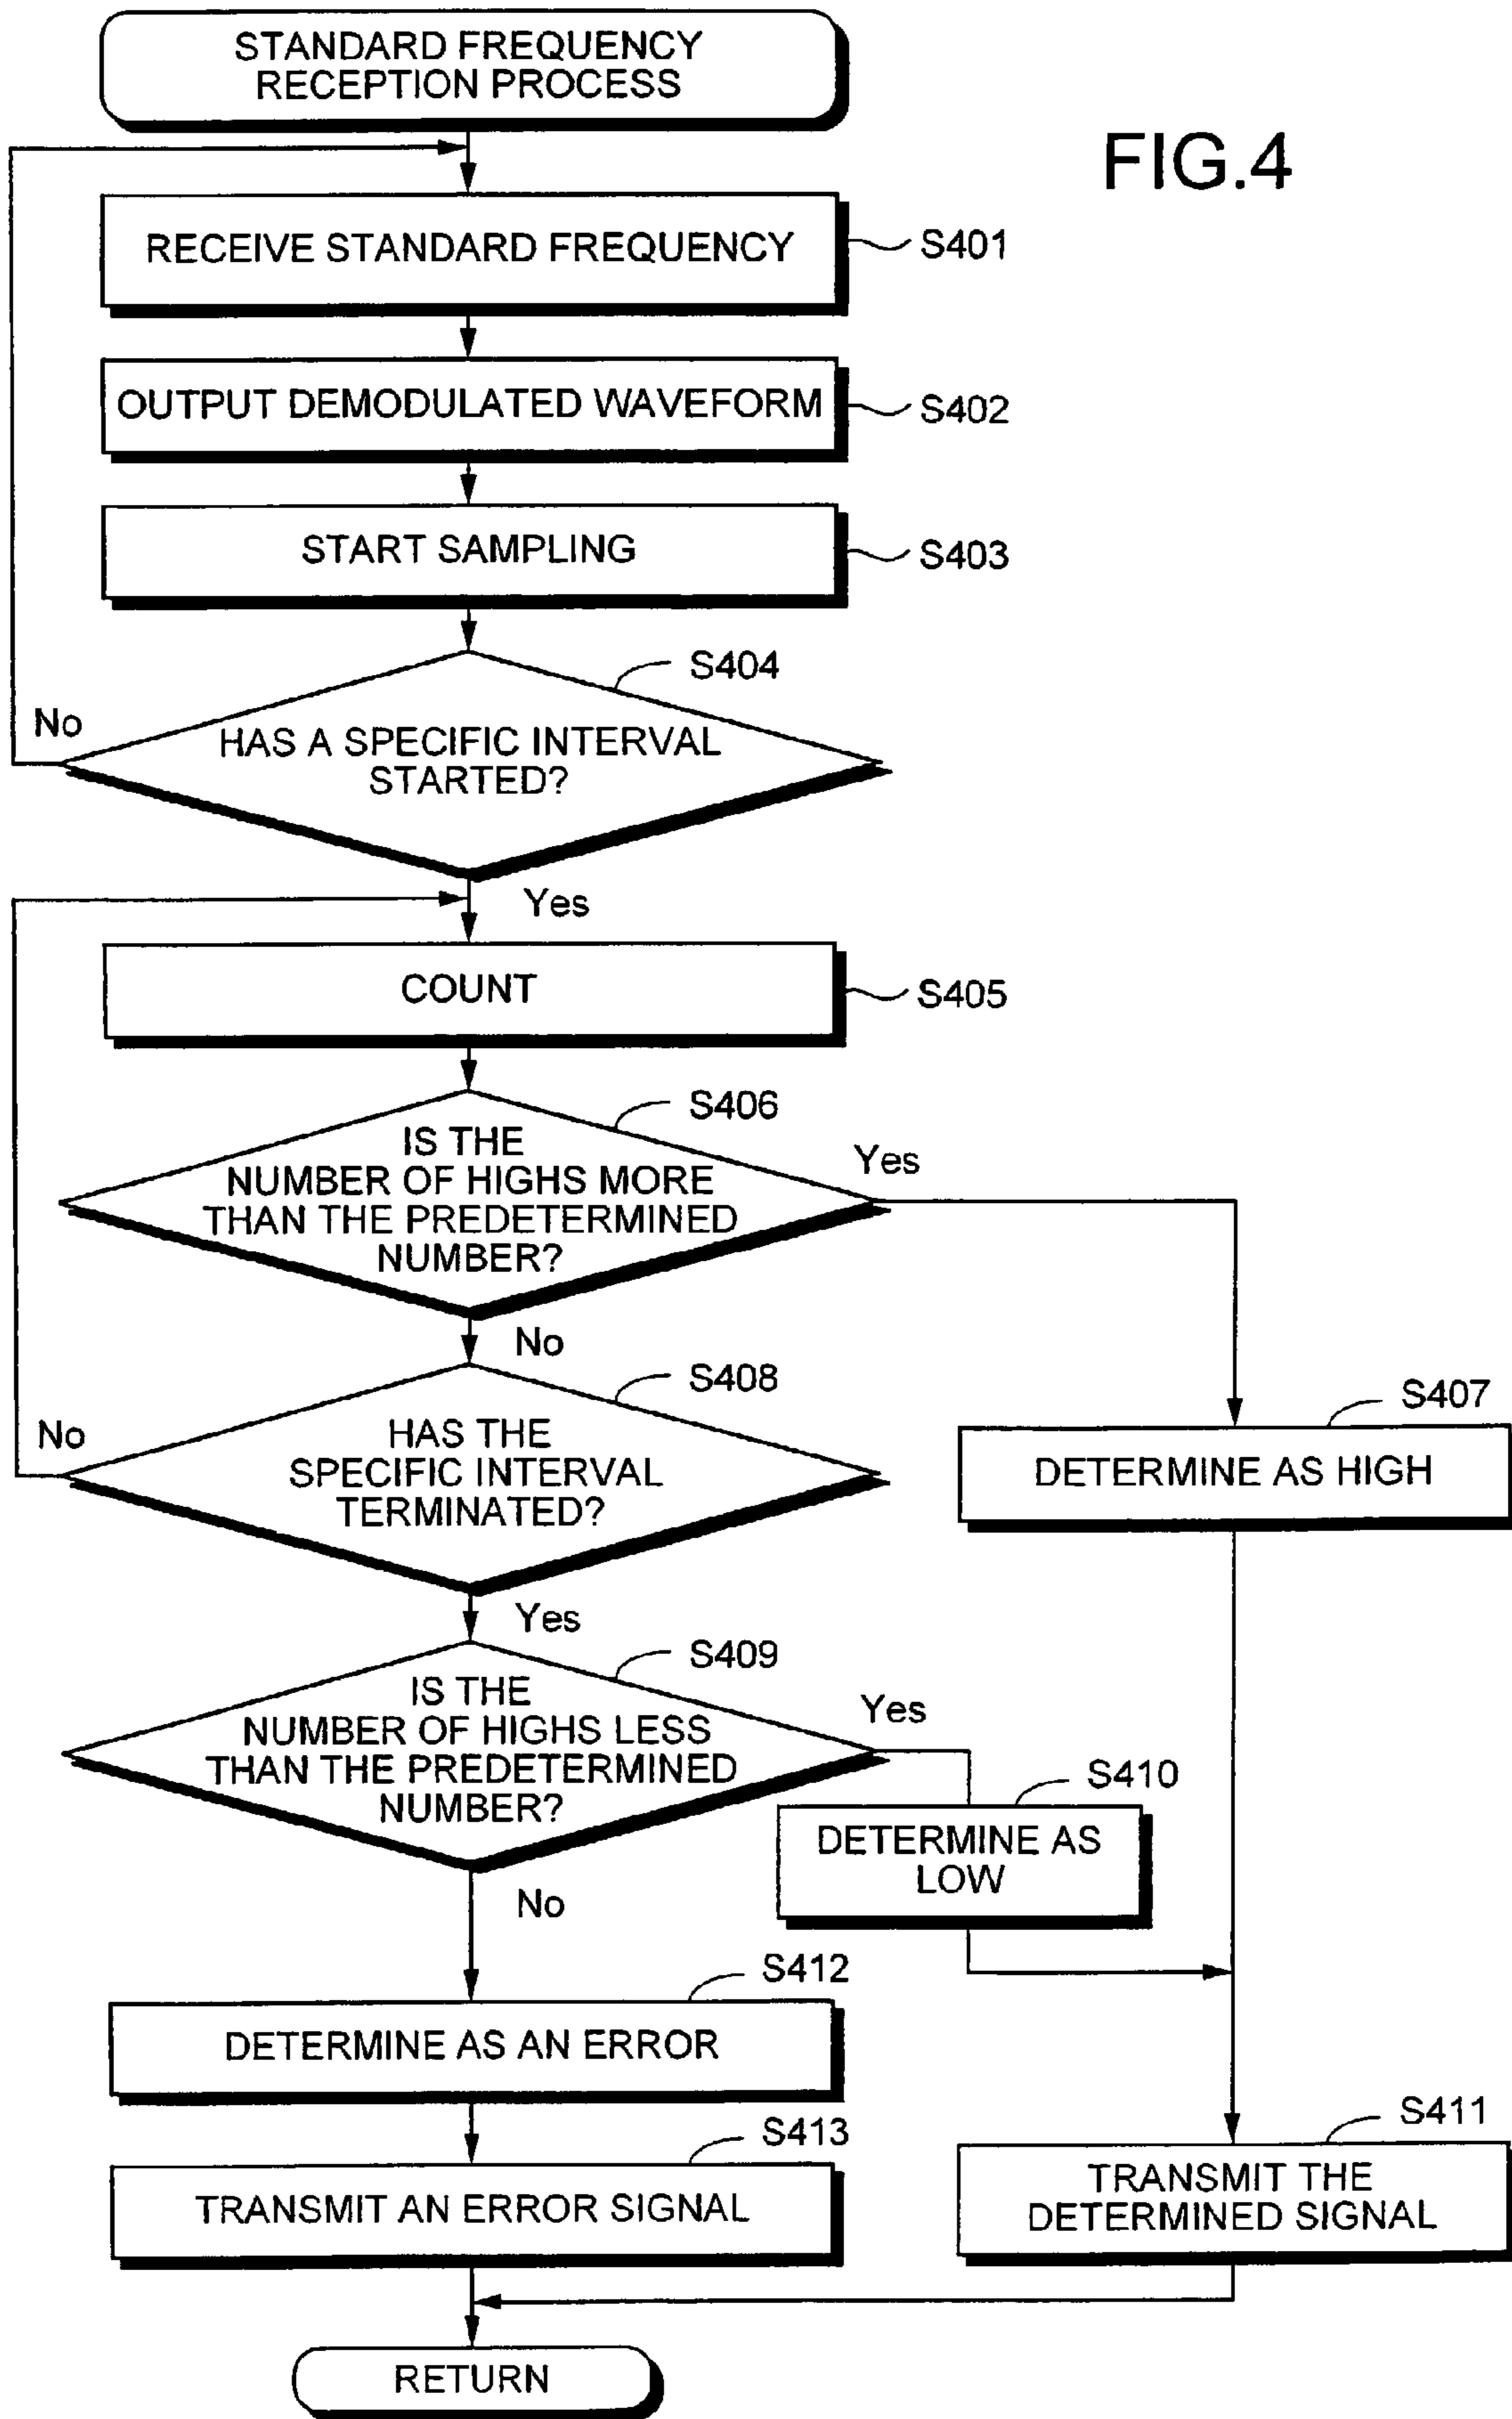 STANDARD FREQUENCY
RECEPTION PROCESS
FIG.4
RECEIVE STANDARD FREQUENCY
S401
OUTPUT DEMODULATED WAVEFORM
S402
START SAMPLING
S403
S404
No
HAS A SPECIFIC INTERVAL
STARTED?
Yes
COUNT
S405
S406
IS THE
NUMBER OF HIGHS MORE
THAN THE PREDETERMINED
NUMBER?
Yes
No
S408
No
HAS THE
SPECIFIC INTERVAL
TERMINATED?
S407
DETERMINE AS HIGH
Yes
S409
IS THE
NUMBER OF HIGHS LESS
THAN THE PREDETERMINED
NUMBER?
Yes
S410
DETERMINE AS
LOW
No
S412
DETERMINE AS AN ERROR
S413
TRANSMIT AN ERROR SIGNAL
S411
TRANSMIT THE
DETERMINED SIGNAL
RETURN